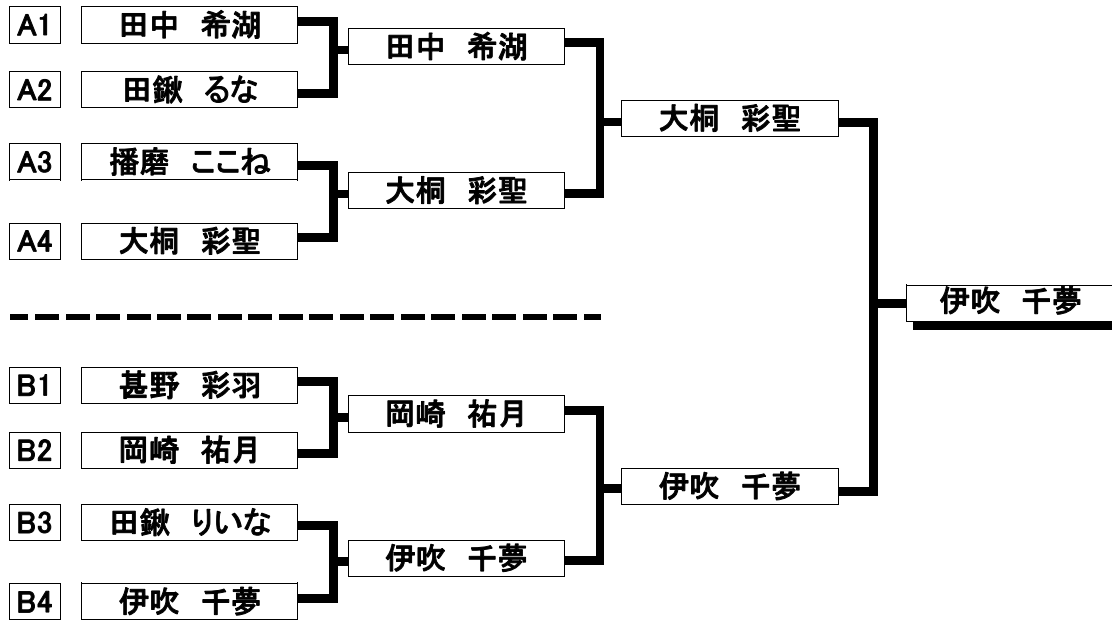 A1 田中 希湖
田中 希湖
A2 田鍬 るな
大桐 彩聖
A3 播磨 ここね
大桐 彩聖
A4 大桐 彩聖
伊吹 千夢
B1 甚野 彩羽
岡崎 祐月
B2 岡崎 祐月
伊吹 千夢
B3 田鍬 りいな
伊吹 千夢
B4 伊吹 千夢